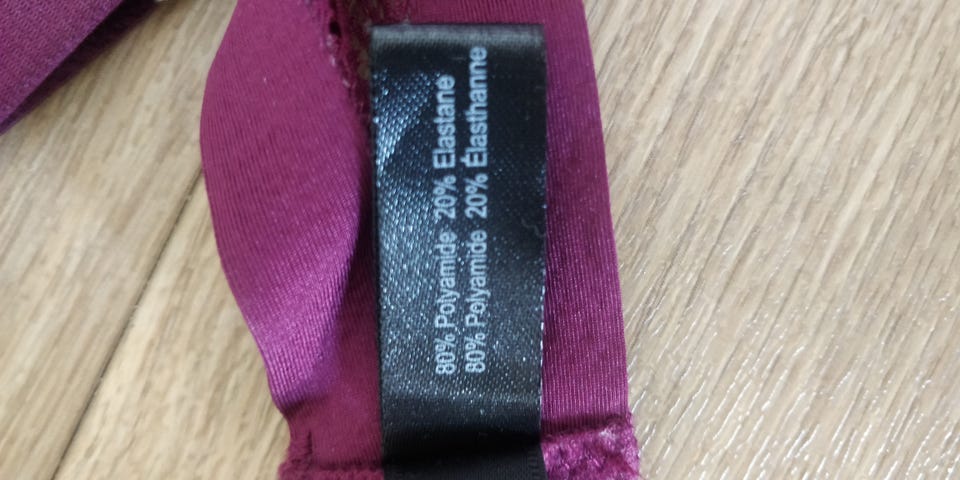 80% Polyamide 20% Elastane
80% Polyamide 20% Élasthanne